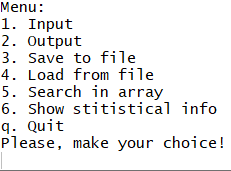 Menu:
1. Input
2. Output
3. Save to file
4. Load from file
5. Search in array
6. Show stitistical info
q. Quit
Please, make your choice!